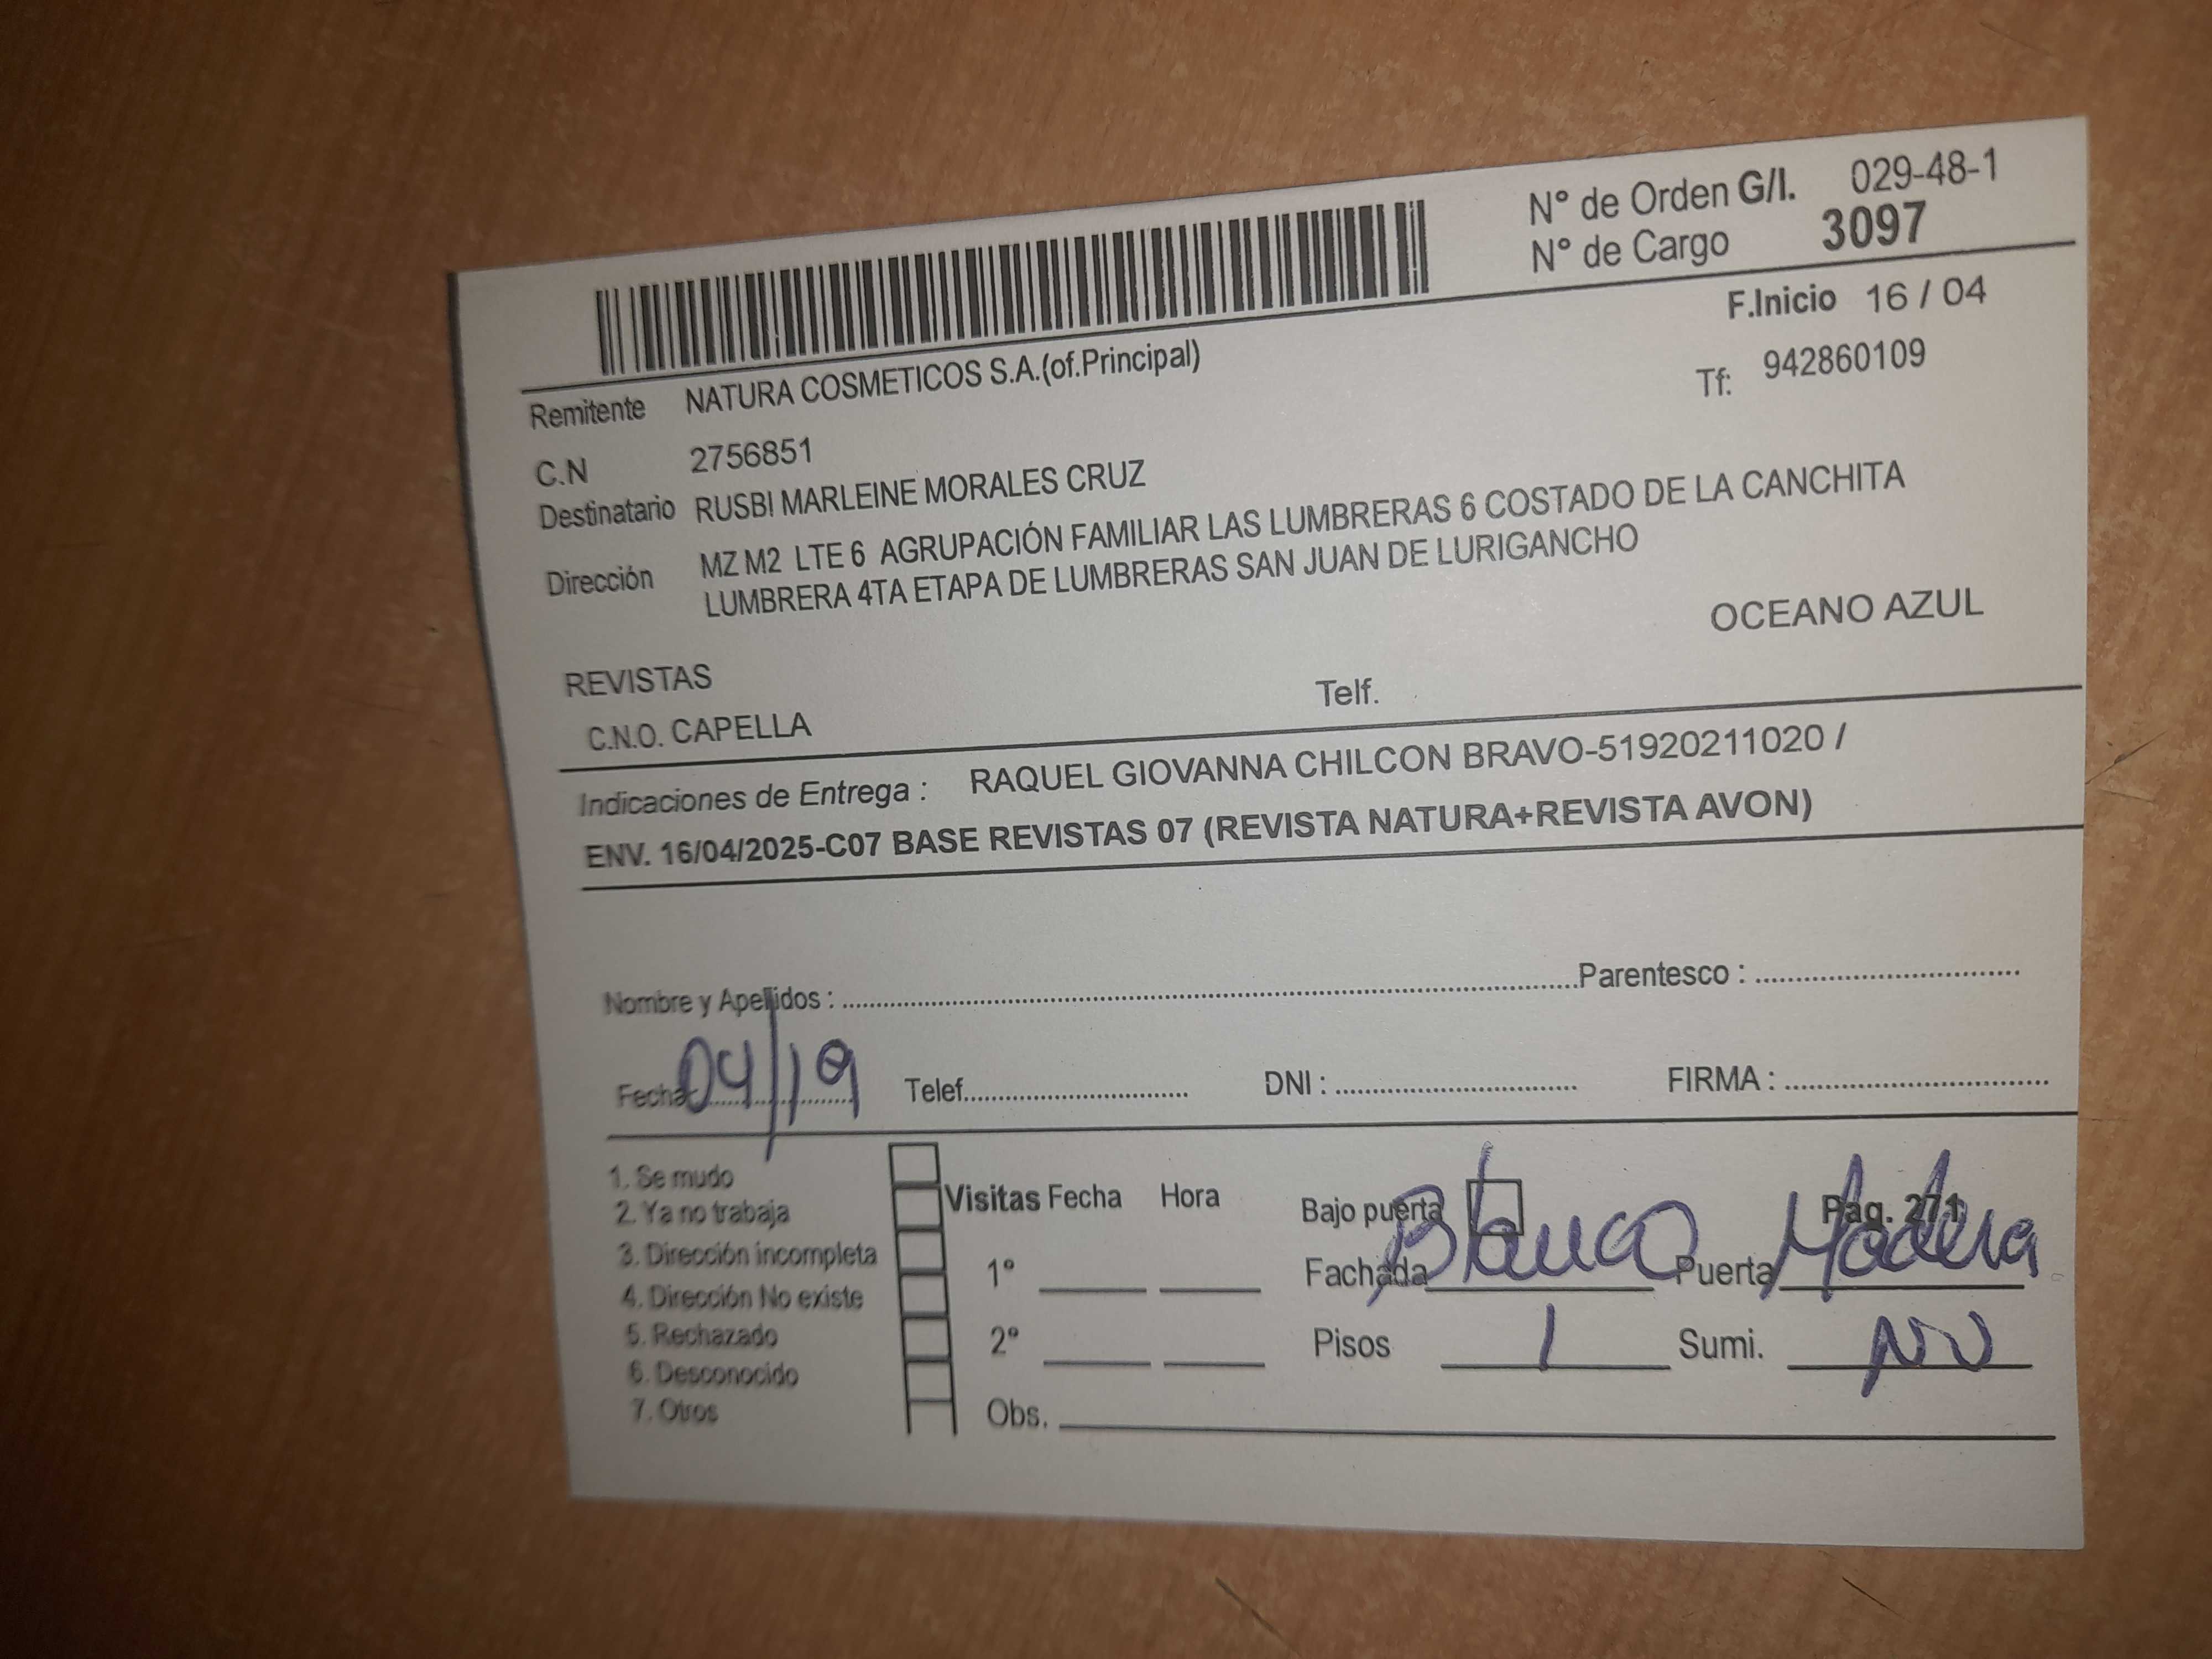 N° de Orden G/I. 029-48-1
N° de Cargo 3097
F.Inicio 16 / 04
Remitente NATURA COSMETICOS S.A.(of.Principal)
Tf: 942860109
C.N 2756851
Destinatario RUSBI MARLEINE MORALES CRUZ
Dirección MZ M2 LTE 6 AGRUPACIÓN FAMILIAR LAS LUMBRERAS 6 COSTADO DE LA CANCHITA
LUMBRERA 4TA ETAPA DE LUMBRERAS SAN JUAN DE LURIGANCHO
OCEANO AZUL
REVISTAS
C.N.O. CAPELLA Telf.
Indicaciones de Entrega : RAQUEL GIOVANNA CHILCON BRAVO-51920211020 /
ENV. 16/04/2025-C07 BASE REVISTAS 07 (REVISTA NATURA+REVISTA AVON)
Nombre y Apellidos : Parentesco :
Fecha: 04/19 Telef. DNI : FIRMA :
1. Se mudo
2. Ya no trabaja
3. Dirección incompleta
4. Dirección No existe
5. Rechazado
6. Desconocido
7. Otros
Visitas Fecha Hora
1°
2°
Obs.
Bajo puerta Pag. 271
Fachada Blanca Puerta Madera
Pisos 1 Sumi. NO